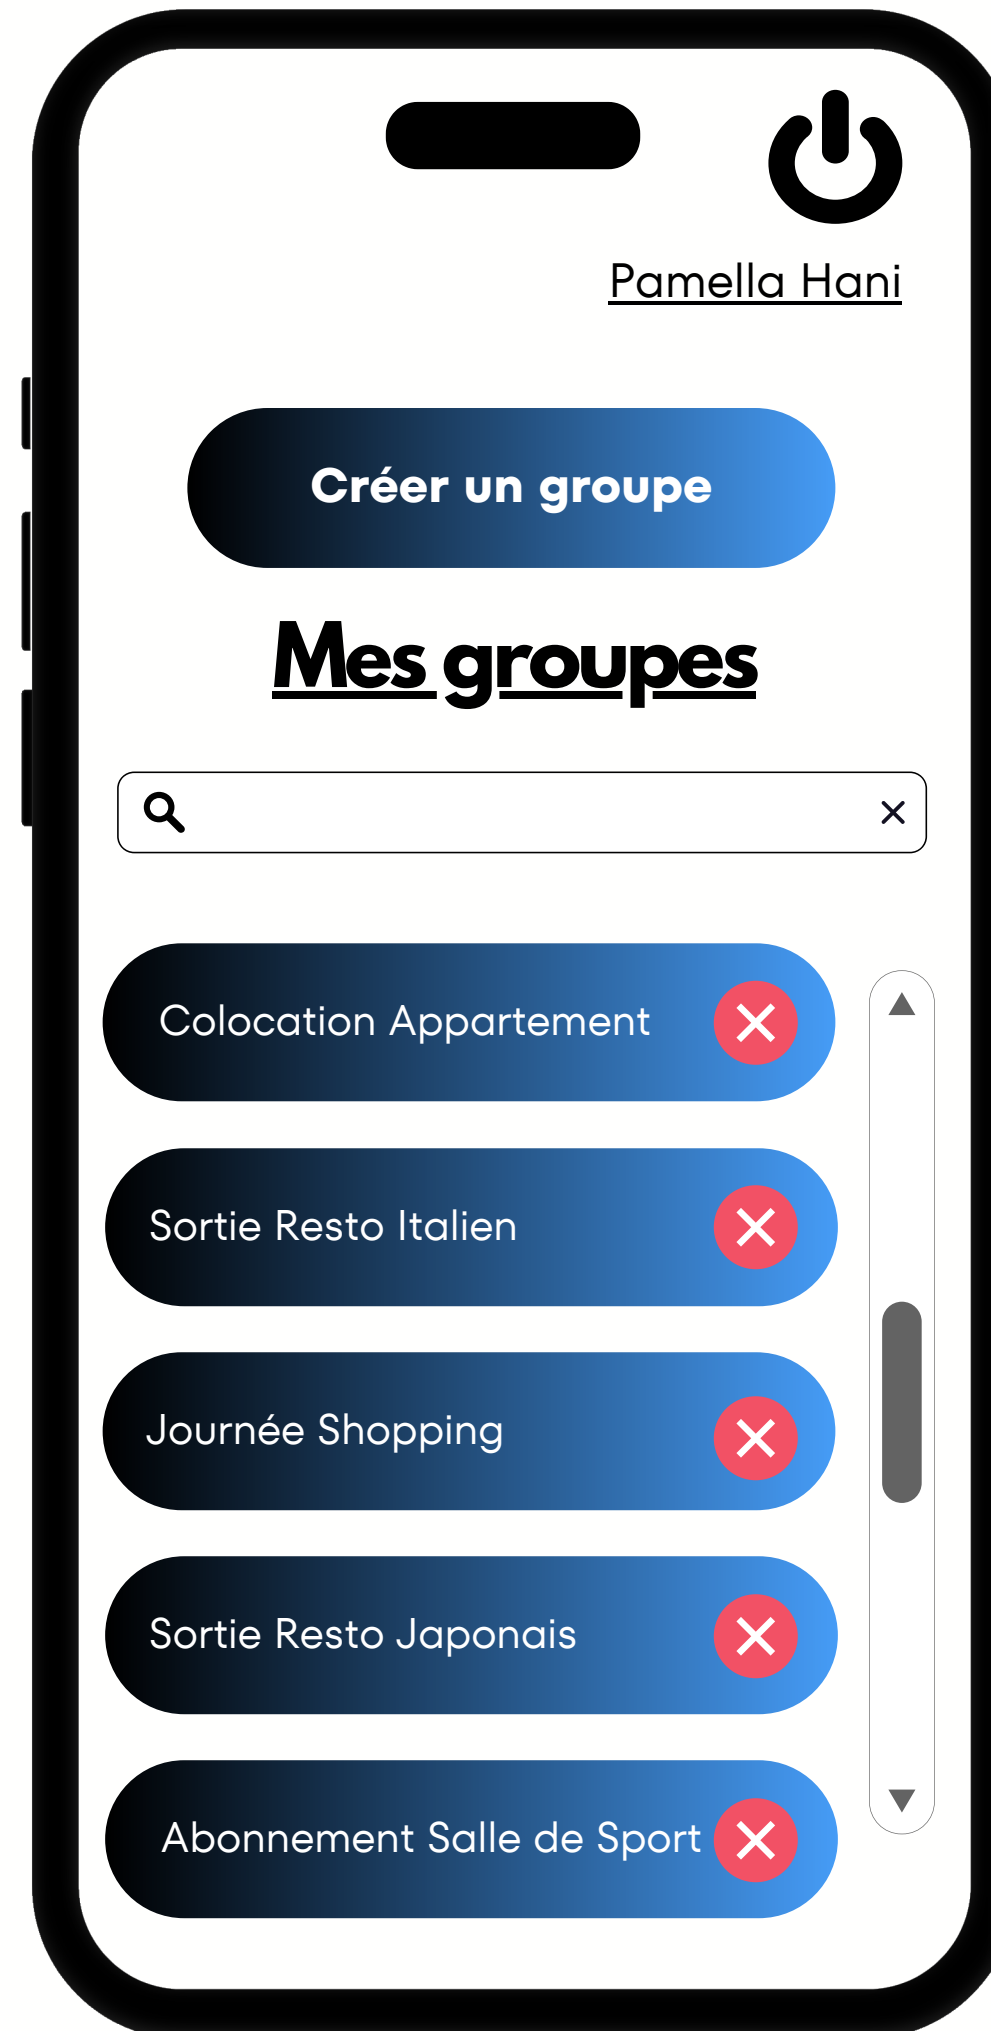 Pamella Hani
Créer un groupe
Mes groupes
Colocation Appartement
Sortie Resto Italien
Journée Shopping
Sortie Resto Japonais
Abonnement Salle de Sport